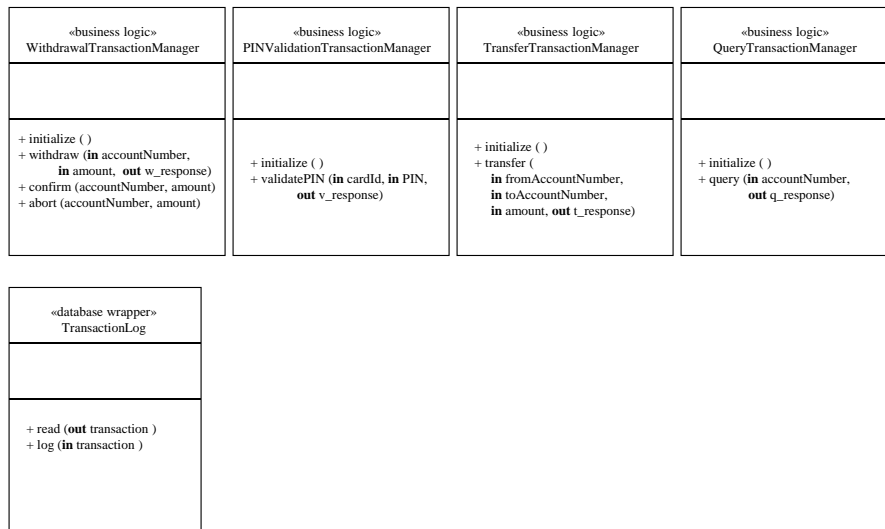 «business logic»
WithdrawalTransactionManager
+ initialize ( )
+ withdraw (in accountNumber,
in amount, out w_response)
+ confirm (accountNumber, amount)
+ abort (accountNumber, amount)
«business logic»
PINValidationTransactionManager
+ initialize ( )
+ validatePIN (in cardId, in PIN,
out v_response)
«business logic»
TransferTransactionManager
+ initialize ( )
+ transfer (
in fromAccountNumber,
in toAccountNumber,
in amount, out t_response)
«business logic»
QueryTransactionManager
+ initialize ( )
+ query (in accountNumber,
out q_response)
«database wrapper»
TransactionLog
+ read (out transaction )
+ log (in transaction )